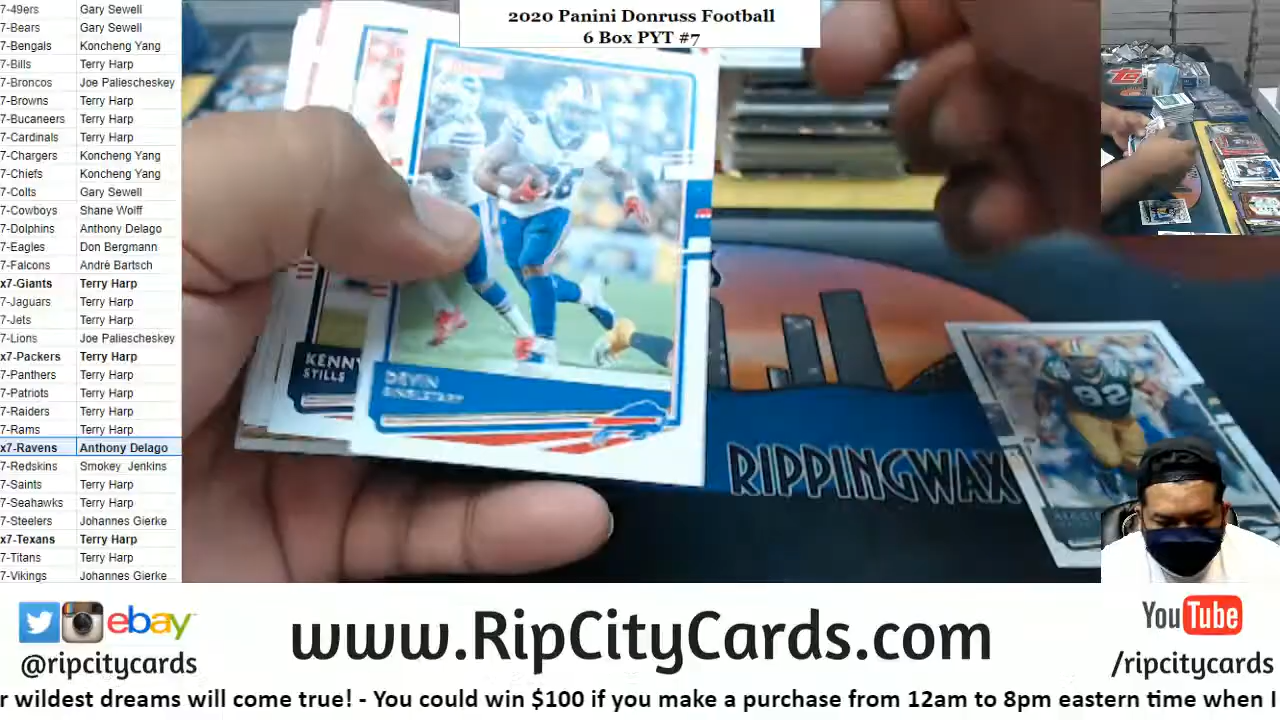 2020 Panini Donruss Football
6 Box PYT #7
7-49ers Gary Sewell
7-Bears Gary Sewell
7-Bengals Koncheng Yang
7-Bills Terry Harp
7-Broncos Joe Paliescheskey
7-Browns Terry Harp
7-Bucaneers Terry Harp
7-Cardinals Terry Harp
7-Chargers Koncheng Yang
7-Chiefs Koncheng Yang
7-Colts Gary Sewell
7-Cowboys Shane Wolff
7-Dolphins Anthony Delago
7-Eagles Don Bergmann
7-Falcons Andrè Bartsch
x7-Giants Terry Harp
7-Jaguars Terry Harp
7-Jets Terry Harp
7-Lions Joe Paliescheskey
x7-Packers Terry Harp
7-Panthers Terry Harp
7-Patriots Terry Harp
7-Raiders Terry Harp
7-Rams Terry Harp
x7-Ravens Anthony Delago
7-Redskins Smokey Jenkins
7-Saints Terry Harp
7-Seahawks Terry Harp
7-Steelers Johannes Gierke
x7-Texans Terry Harp
7-Titans Terry Harp
7-Vikings Johannes Gierke
KENNY
STILLS
DEVIN
SINGLETARY
92
REGGIE
RIPPINGWAX
ebay
@ripcitycards
www.RipCityCards.com
YouTube
/ripcitycards
r wildest dreams will come true! - You could win $100 if you make a purchase from 12am to 8pm eastern time when I